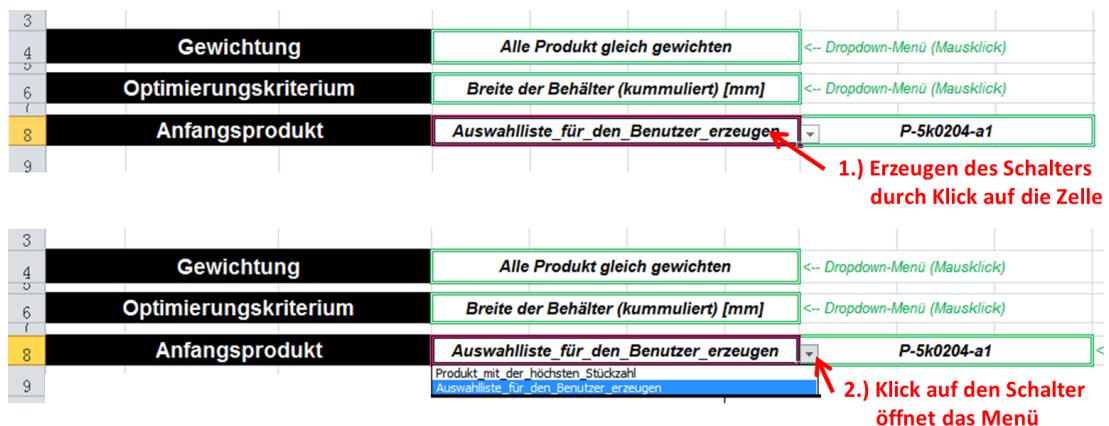 3
4 Gewichtung Alle Produkt gleich gewichten <-- Dropdown-Menü (Mausklick)
5
6 Optimierungskriterium Breite der Behälter (kummuliert) [mm] <-- Dropdown-Menü (Mausklick)
7
8 Anfangsprodukt Auswahlliste_für_den_Benutzer_erzeugen P-5k0204-a1
9
1.) Erzeugen des Schalters
durch Klick auf die Zelle
3
4 Gewichtung Alle Produkt gleich gewichten <-- Dropdown-Menü (Mausklick)
5
6 Optimierungskriterium Breite der Behälter (kummuliert) [mm] <-- Dropdown-Menü (Mausklick)
7
8 Anfangsprodukt Auswahlliste_für_den_Benutzer_erzeugen P-5k0204-a1 <
Produkt_mit_der_höchsten_Stückzahl
9 Auswahlliste_für_den_Benutzer_erzeugen
2.) Klick auf den Schalter
öffnet das Menü